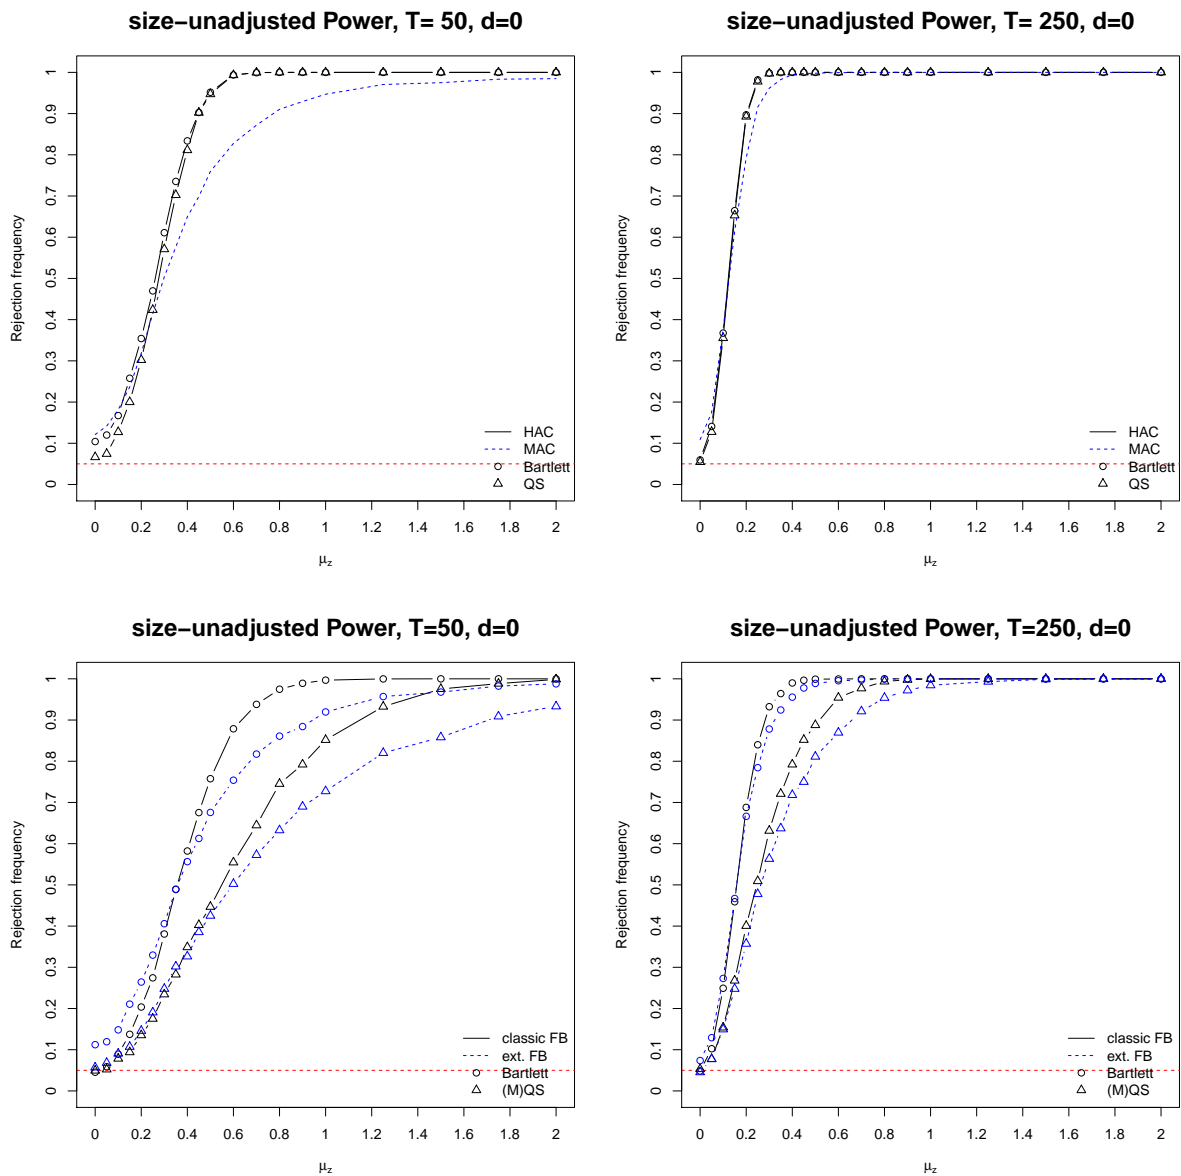 size−unadjusted Power, T= 50, d=0
Rejection frequency
1
0.9
0.8
0.7
0.6
0.5
0.4
0.3
0.2
0.1
0
HAC
MAC
Bartlett
QS
0 0.2 0.4 0.6 0.8 1 1.2 1.4 1.6 1.8 2
μz
size−unadjusted Power, T= 250, d=0
Rejection frequency
1
0.9
0.8
0.7
0.6
0.5
0.4
0.3
0.2
0.1
0
HAC
MAC
Bartlett
QS
0 0.2 0.4 0.6 0.8 1 1.2 1.4 1.6 1.8 2
μz
size−unadjusted Power, T=50, d=0
Rejection frequency
1
0.9
0.8
0.7
0.6
0.5
0.4
0.3
0.2
0.1
0
classic FB
ext. FB
Bartlett
(M)QS
0 0.2 0.4 0.6 0.8 1 1.2 1.4 1.6 1.8 2
μz
size−unadjusted Power, T=250, d=0
Rejection frequency
1
0.9
0.8
0.7
0.6
0.5
0.4
0.3
0.2
0.1
0
classic FB
ext. FB
Bartlett
(M)QS
0 0.2 0.4 0.6 0.8 1 1.2 1.4 1.6 1.8 2
μz